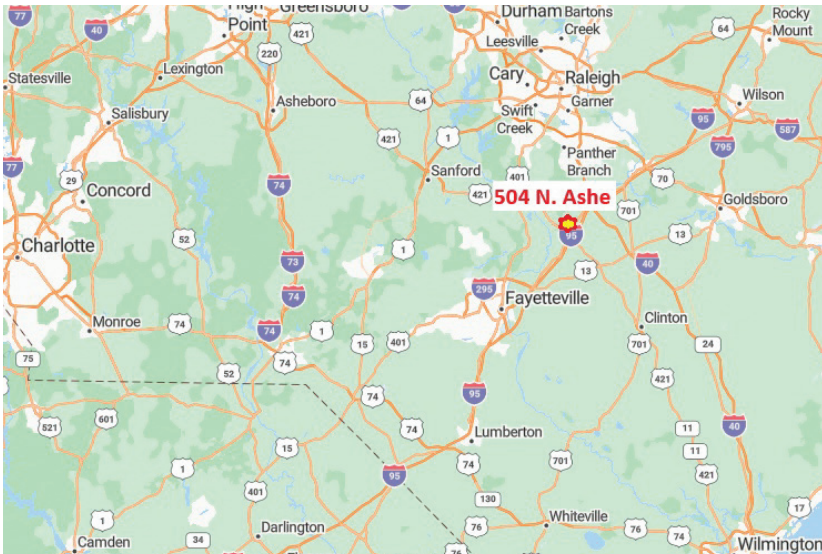 High
Point
Greensboro
Durham
Bartons
Creek
Rocky
Mount
77
40
421
220
Leesville
64
Statesville
Lexington
Cary
Raleigh
Asheboro
64
Swift
Creek
Garner
Wilson
Salisbury
421
1
95
795
587
77
Panther
Branch
29
Concord
74
Sanford
401
421
70
504 N. Ashe
701
Goldsboro
Charlotte
52
1
95
13
73
13
40
74
295
Fayetteville
Monroe
74
74
1
Clinton
15
401
701
24
75
74
52
421
74
95
521
601
74
11
40
Lumberton
15
11
1
74
701
421
95
401
130
17
1
Whiteville
Camden
34
Darlington
76
76
74
Wilmington
76